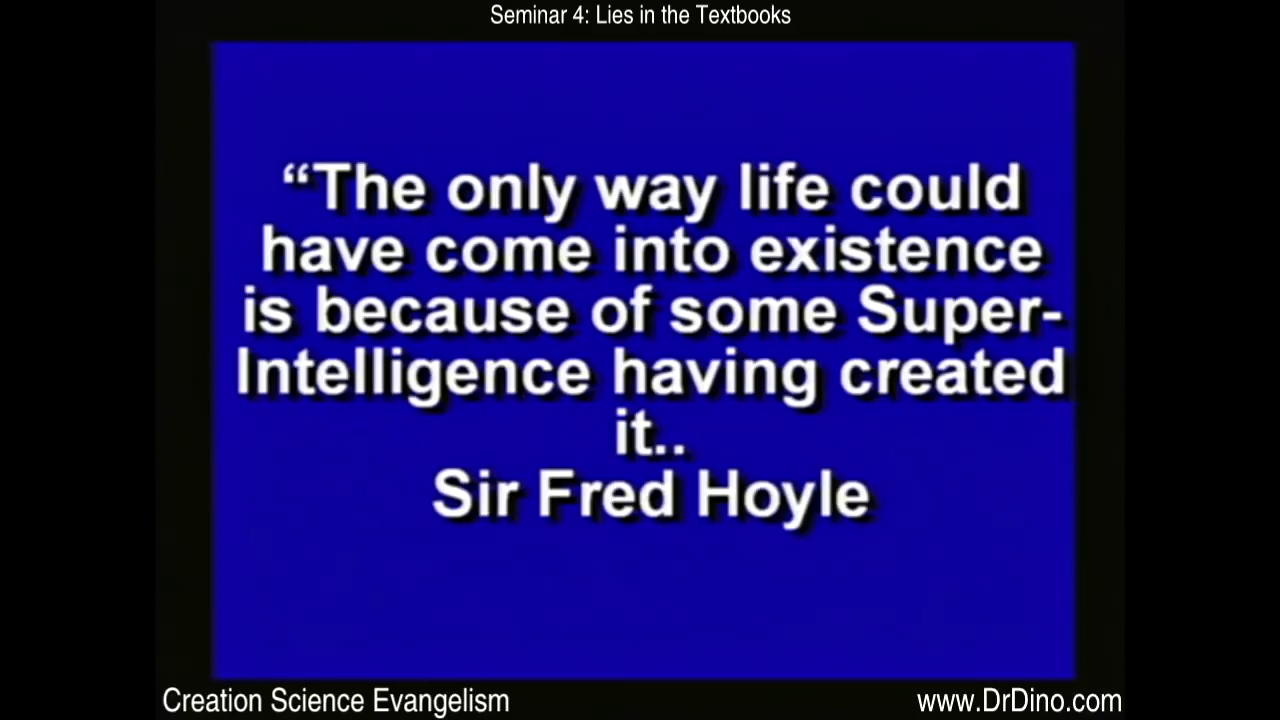 Seminar 4: Lies in the Textbooks
“The only way life could
have come into existence
is because of some Super-
Intelligence having created
it..
Sir Fred Hoyle
Creation Science Evangelism
www.DrDino.com